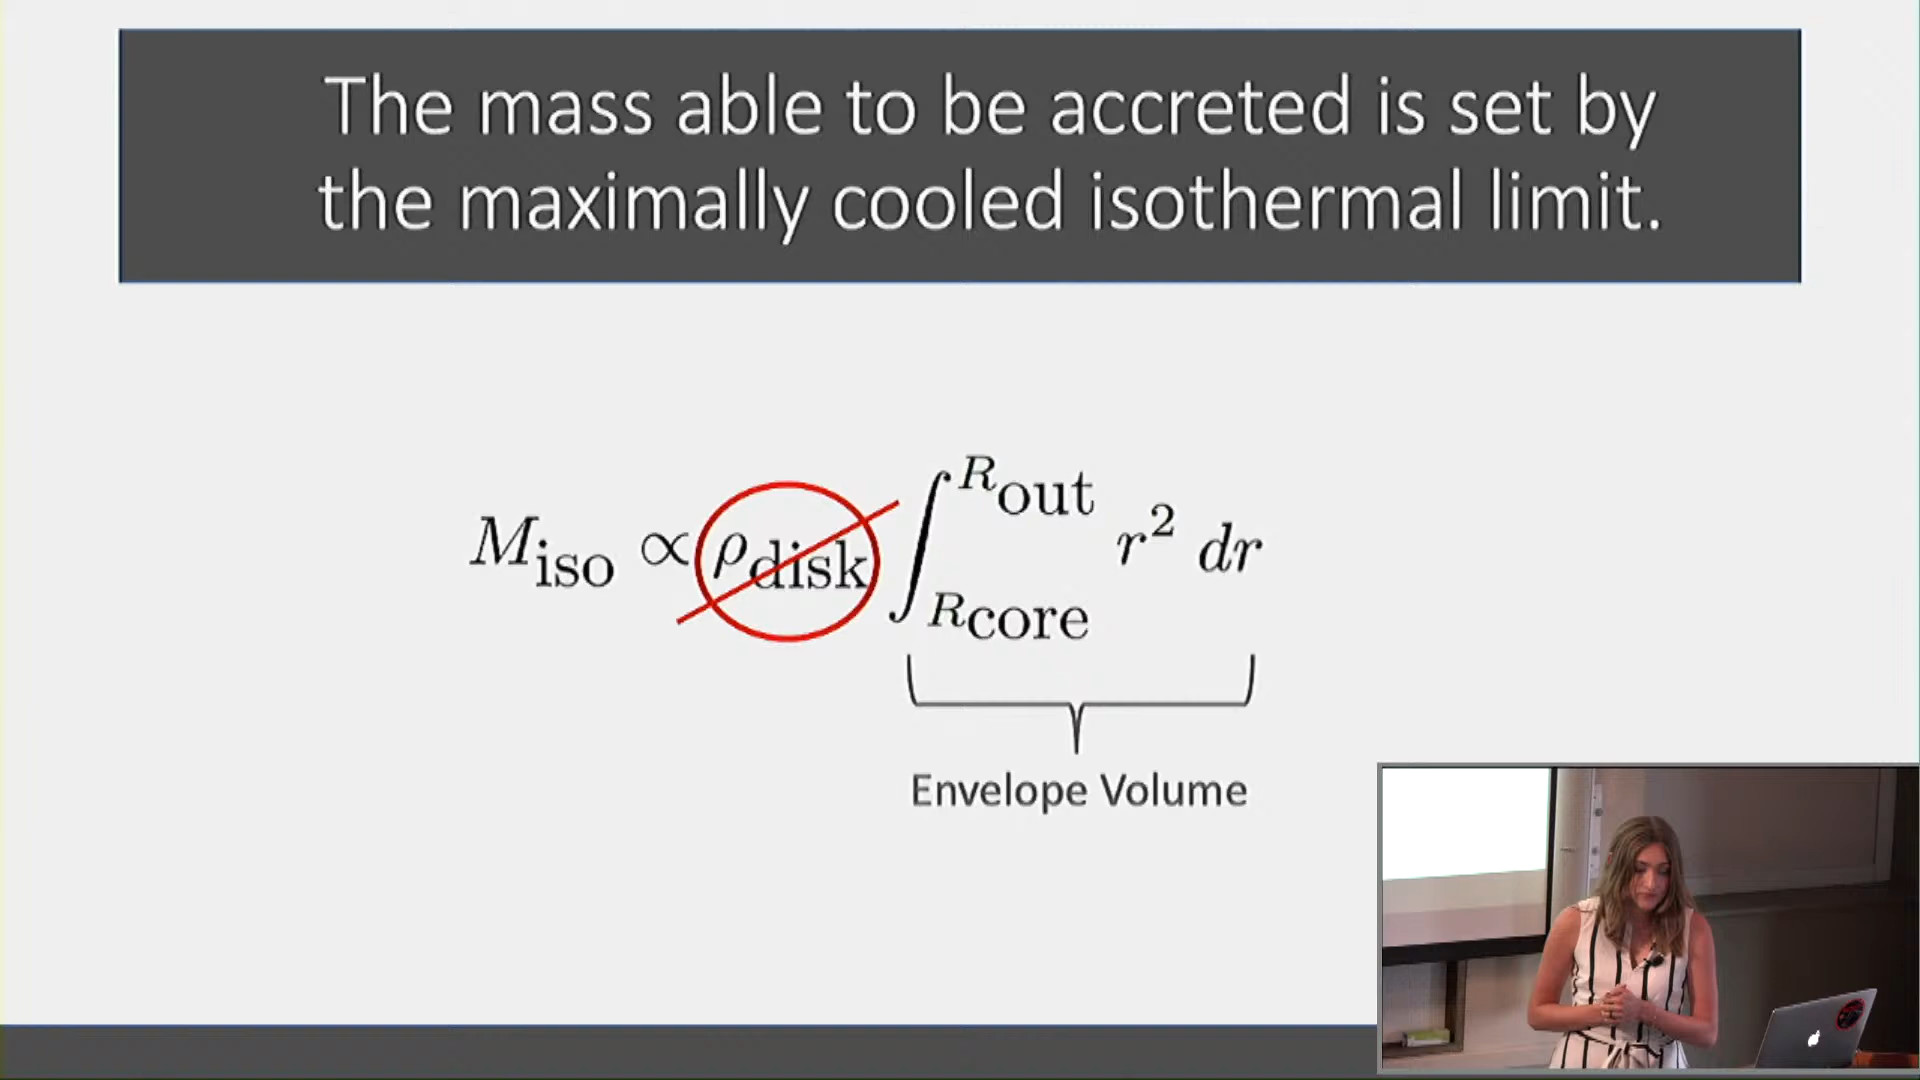 The mass able to be accreted is set by
the maximally cooled isothermal limit.
M_iso ∝ ρ_disk ∫_{R_core}^{R_out} r² dr
Envelope Volume